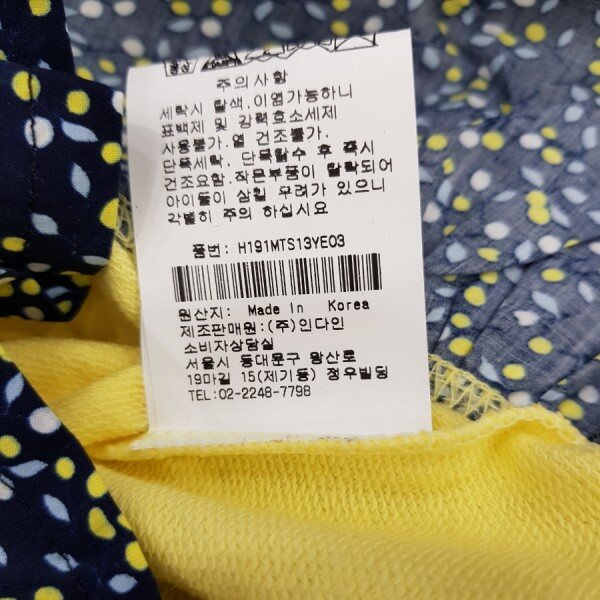 주의사항
세탁시 탈색,이염가능하니
표백제 및 강력효소세제
사용불가.열 건조불가.
단독세탁, 단독탈수 후 즉시
건조요함.작은부품이 탈락되어
아이들이 삼킬 우려가 있으니
각별히 주의 하십시요
품번: H191MTS13YE03
원산지: Made In Korea
제조판매원:(주)인다인
소비자상담실
서울시 동대문구 왕산로
19마길 15(제기동) 정우빌딩
TEL:02-2248-7798